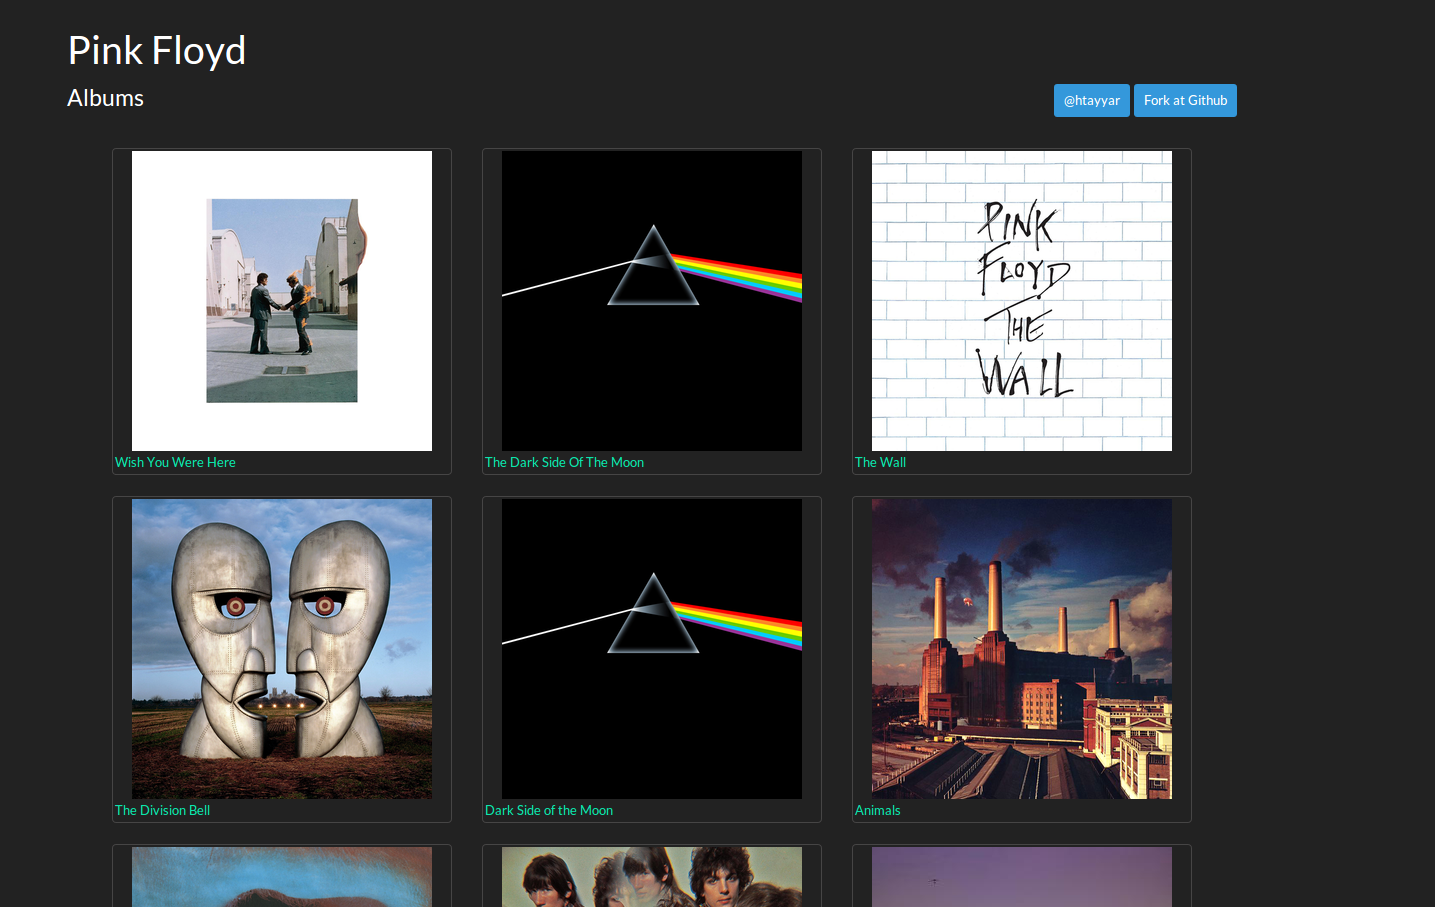 Pink Floyd
Albums
@htayyar
Fork at Github
PINK
FLOYD
THE
WALL
Wish You Were Here
The Dark Side Of The Moon
The Wall
The Division Bell
Dark Side of the Moon
Animals